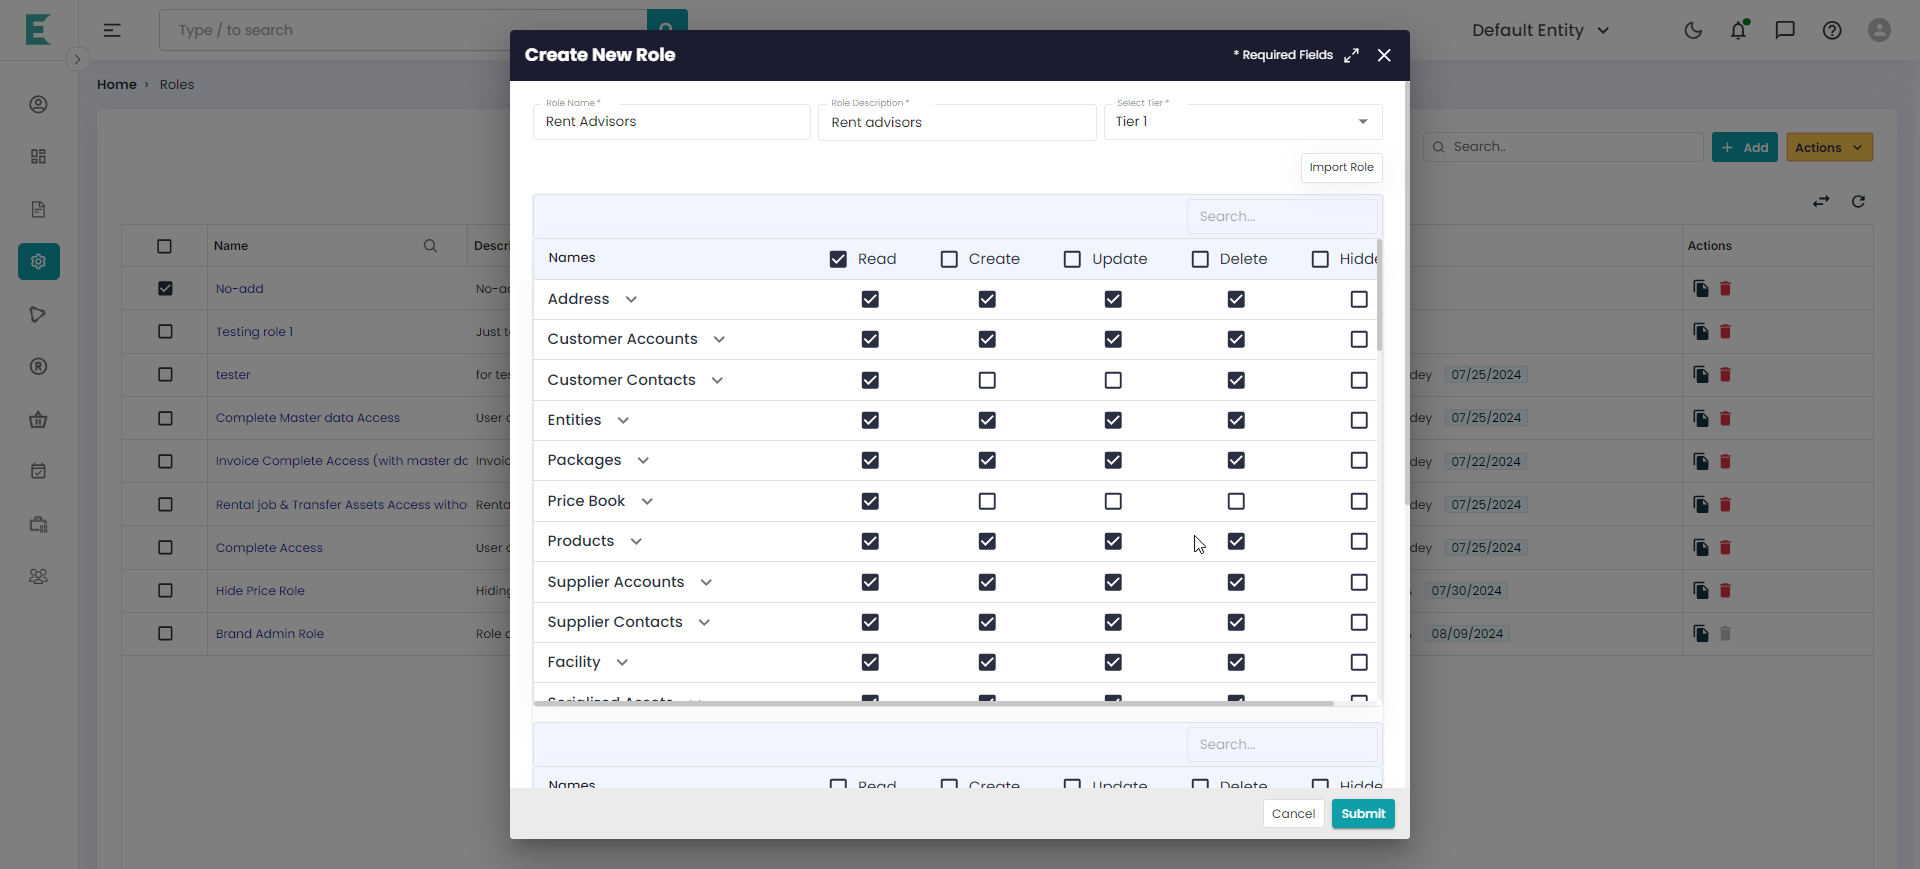 Type / to search
Default Entity
Home › Roles
Create New Role
* Required Fields
Role Name *
Rent Advisors
Role Description *
Rent advisors
Select Tier *
Tier 1
Import Role
Search...
Names Read Create Update Delete Hidde
Address
Customer Accounts
Customer Contacts
Entities
Packages
Price Book
Products
Supplier Accounts
Supplier Contacts
Facility
Serialized Assets
Search...
Names Read Create Update Delete Hidde
Cancel
Submit
Search..
+ Add
Actions
Name Descri Actions
No-add No-ad
Testing role 1 Just t
tester for tes dey 07/25/2024
Complete Master data Access User c dey 07/25/2024
Invoice Complete Access (with master dc Invoic dey 07/22/2024
Rental job & Transfer Assets Access witho Renta dey 07/25/2024
Complete Access User c dey 07/25/2024
Hide Price Role Hiding 07/30/2024
Brand Admin Role Role c 08/09/2024